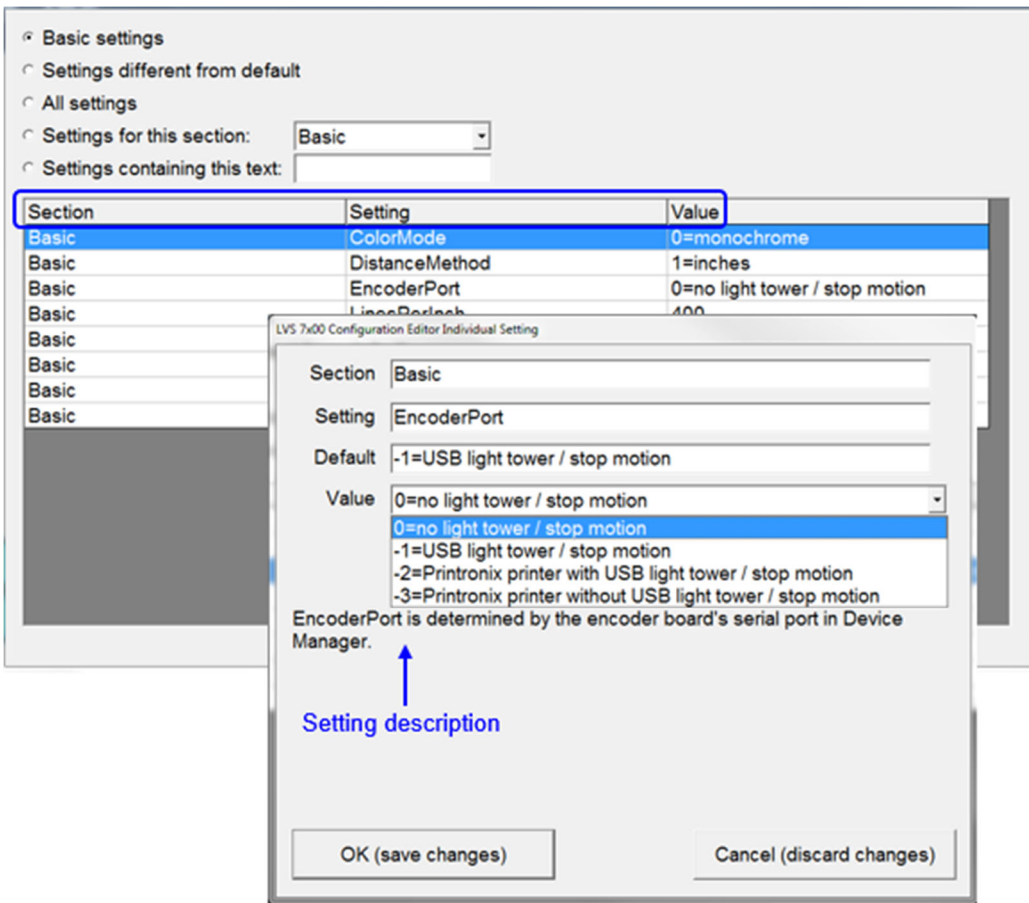 Basic settings
Settings different from default
All settings
Settings for this section: Basic
Settings containing this text:
Section Setting Value
Basic ColorMode 0=monochrome
Basic DistanceMethod 1=inches
Basic EncoderPort 0=no light tower / stop motion
Basic LinesPerInch 400
Basic
Basic
Basic
Basic
LVS 7x00 Configuration Editor Individual Setting
Section Basic
Setting EncoderPort
Default -1=USB light tower / stop motion
Value 0=no light tower / stop motion
0=no light tower / stop motion
-1=USB light tower / stop motion
-2=Printronix printer with USB light tower / stop motion
-3=Printronix printer without USB light tower / stop motion
EncoderPort is determined by the encoder board's serial port in Device
Manager.
Setting description
OK (save changes) Cancel (discard changes)